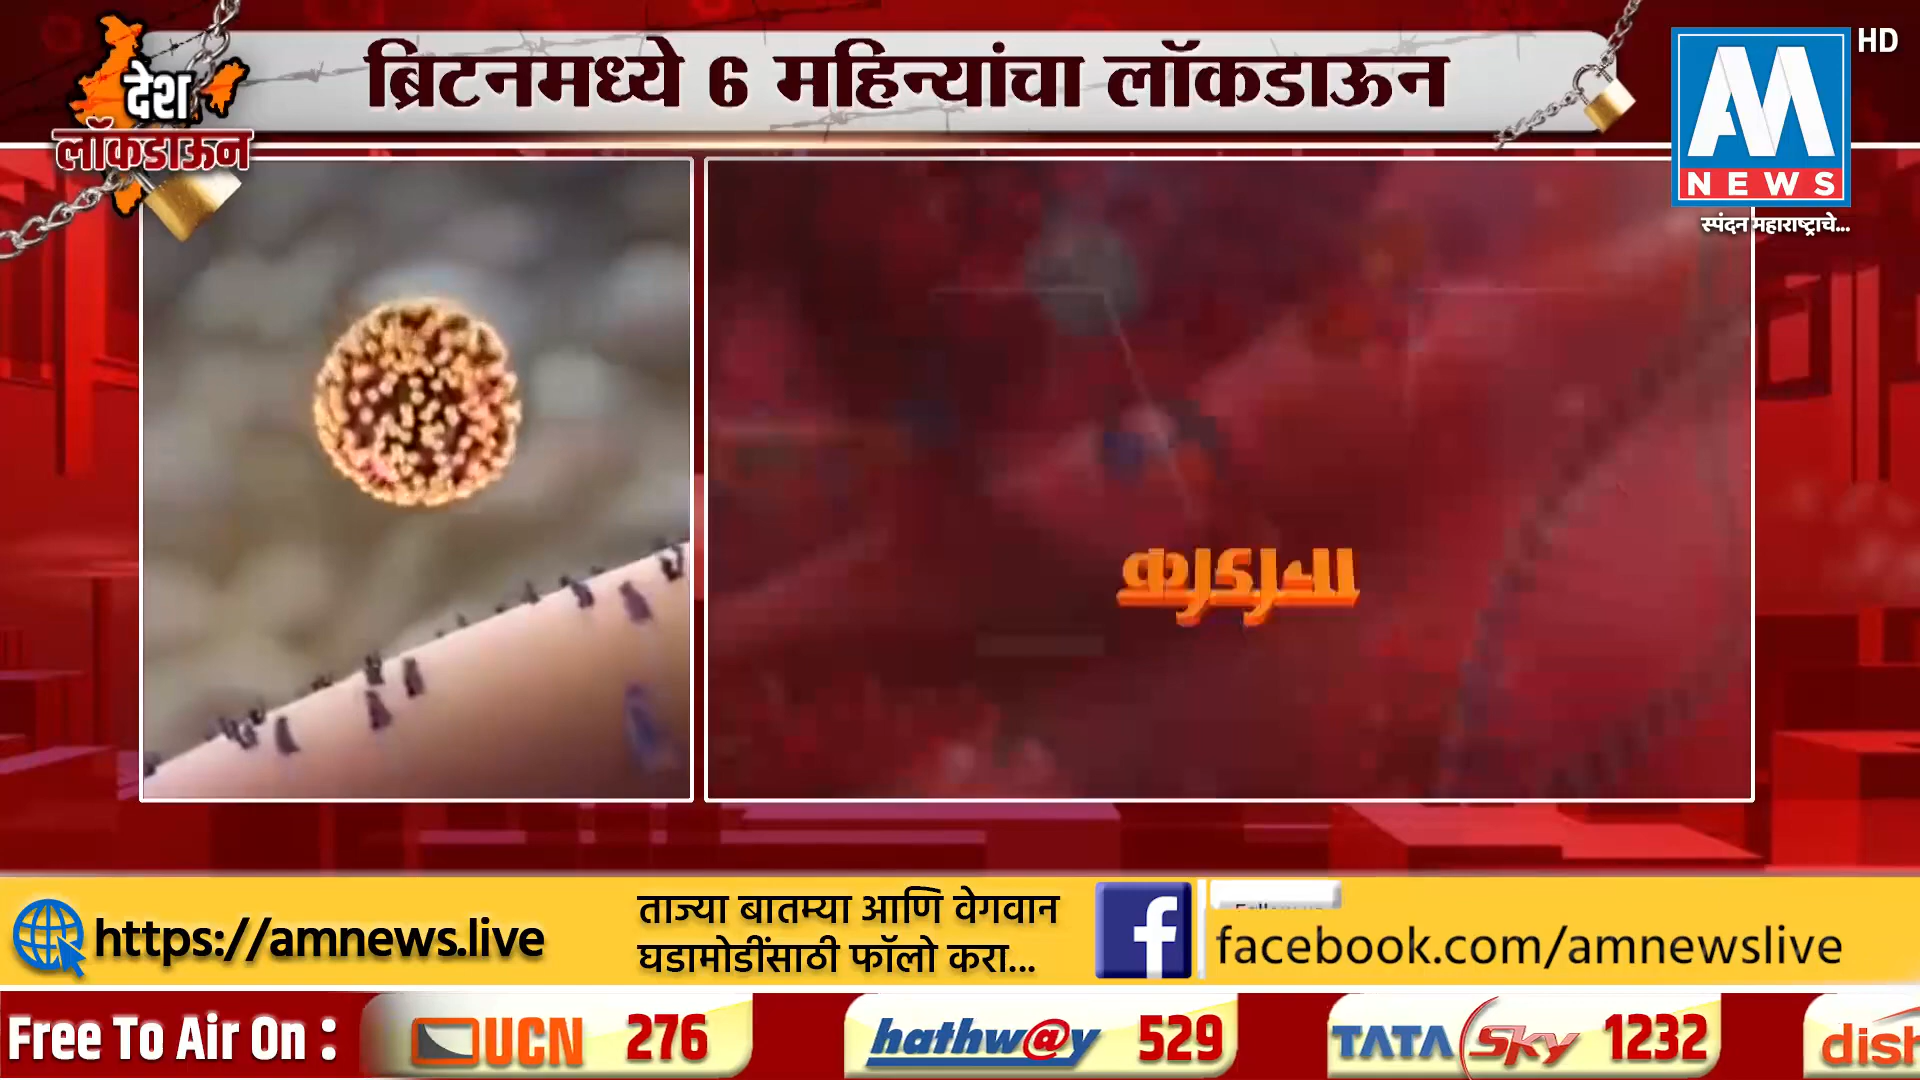 देश
लॉकडाऊन
ब्रिटनमध्ये 6 महिन्यांचा लॉकडाऊन
AM
NEWS
HD
स्पंदन महाराष्ट्राचे...
https://amnews.live
ताज्या बातम्या आणि वेगवान
घडामोडींसाठी फॉलो करा...
f
facebook.com/amnewslive
Free To Air On :
UCN 276
hathw@y 529
TATA Sky 1232
dish